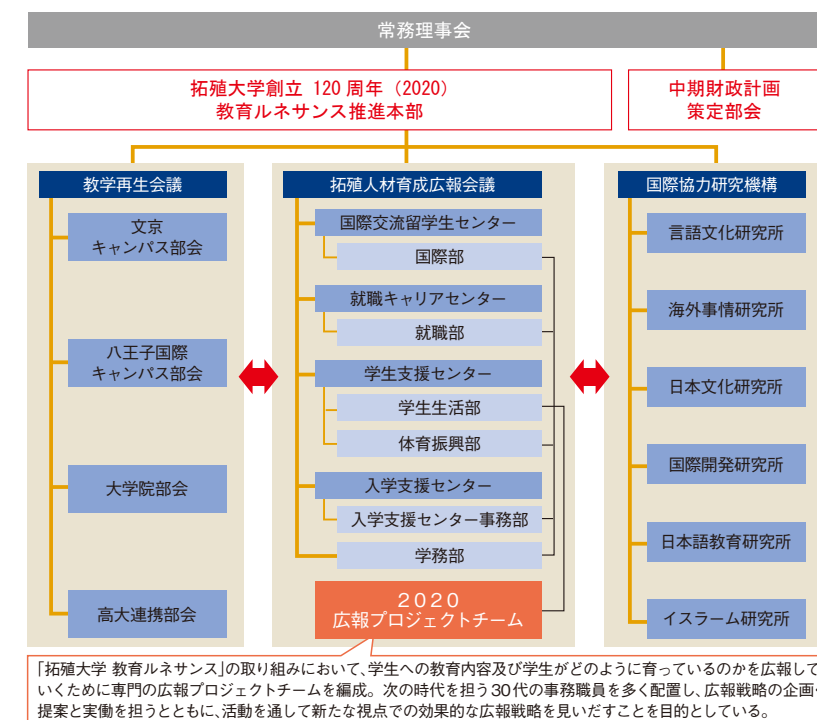 常務理事会
拓殖大学創立 120 周年（2020）
教育ルネサンス推進本部
中期財政計画
策定部会
教学再生会議
文京
キャンパス部会
八王子国際
キャンパス部会
大学院部会
高大連携部会
拓殖人材育成広報会議
国際交流留学生センター
国際部
就職キャリアセンター
就職部
学生支援センター
学生生活部
体育振興部
入学支援センター
入学支援センター事務部
学務部
2020
広報プロジェクトチーム
国際協力研究機構
言語文化研究所
海外事情研究所
日本文化研究所
国際開発研究所
日本語教育研究所
イスラーム研究所
「拓殖大学 教育ルネサンス」の取り組みにおいて、学生への教育内容及び学生がどのように育っているのかを広報して
いくために専門の広報プロジェクトチームを編成。次の時代を担う30代の事務職員を多く配置し、広報戦略の企画・
提案と実働を担うとともに、活動を通して新たな視点での効果的な広報戦略を見いだすことを目的としている。